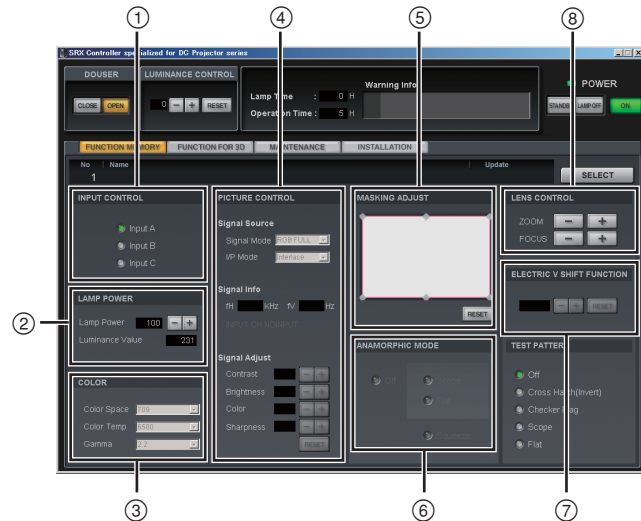 ① ④ ⑤ ⑧
SRX Controller specialized for DC Projector series
DOUSER
CLOSE OPEN
LUMINANCE CONTROL
0 - + RESET
Lamp Time : 0 H
Operation Time : 5 H
Warning Info
POWER
STANDB LAMP OFF ON
FUNCTION MEMORY FUNCTION FOR 3D MAINTENANCE INSTALLATION
No Name Update
1
SELECT
INPUT CONTROL
Input A
Input B
Input C
②
LAMP POWER
Lamp Power 100 - +
Luminance Value 231
COLOR
Color Space 709
Color Temp 6500
Gamma 2.2
③
PICTURE CONTROL
Signal Source
Signal Mode RGB FULL
I/P Mode Interlace
Signal Info
fH KHz fV Hz
INPUT CH NOINPUT
Signal Adjust
Contrast - +
Brightness - +
Color - +
Sharpness - +
RESET
MASKING ADJUST
RESET
ANAMORPHIC MODE
Off
⑥
LENS CONTROL
ZOOM - +
FOCUS - +
ELECTRIC V SHIFT FUNCTION
- + RESET
TEST PATTER
Off
Cross Hatch(Invert)
Checker Flag
Scope
Flat
⑦